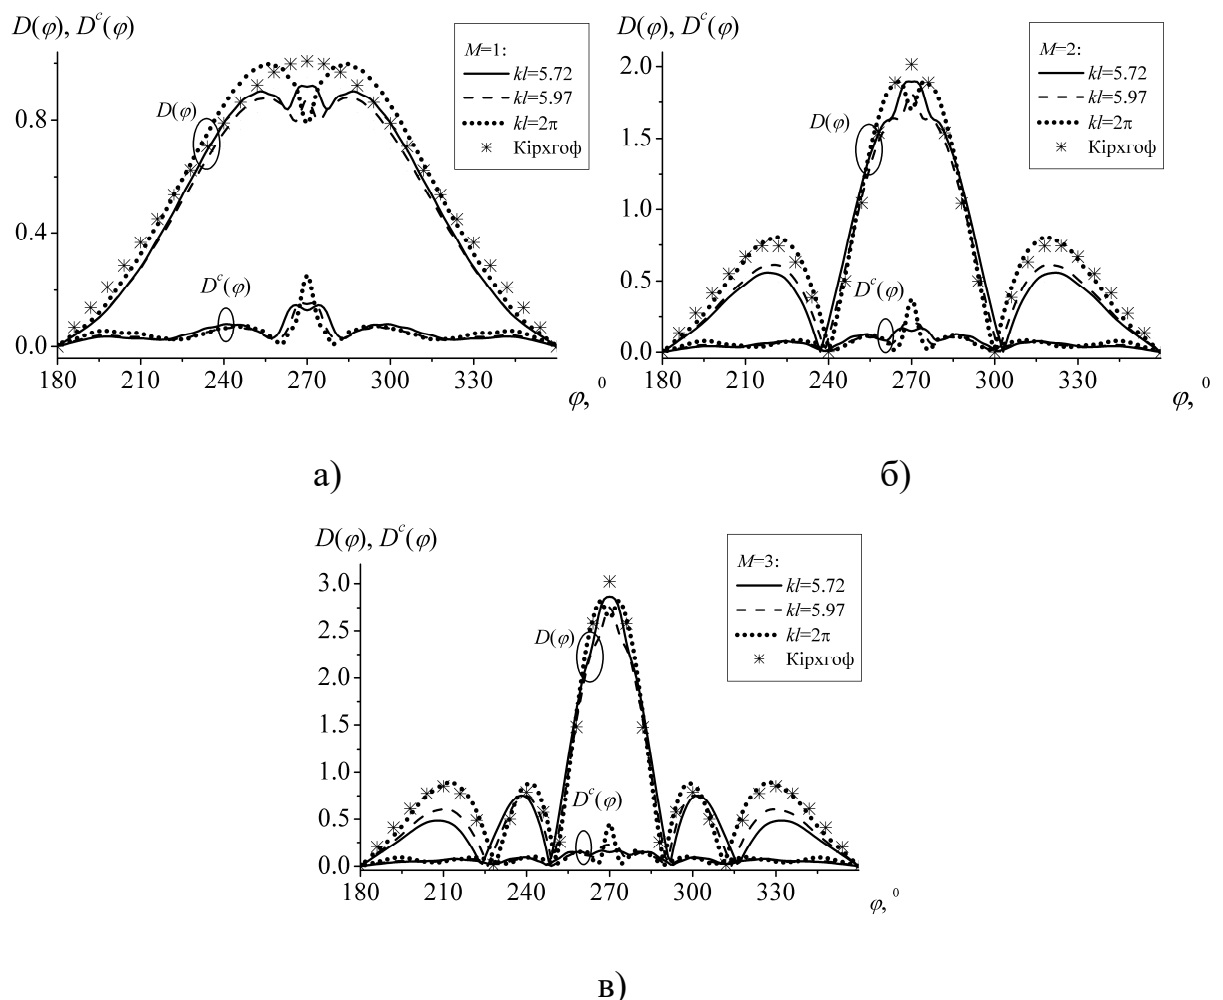 D(φ), D^c(φ)
M=1:
kl=5.72
kl=5.97
kl=2π
Кірхгоф
D(φ)
D^c(φ)
0.8
0.4
0.0
180 210 240 270 300 330
φ, ⁰
а)
D(φ), D^c(φ)
M=2:
kl=5.72
kl=5.97
kl=2π
Кірхгоф
D(φ)
D^c(φ)
2.0
1.5
1.0
0.5
0.0
180 210 240 270 300 330
φ, ⁰
б)
D(φ), D^c(φ)
M=3:
kl=5.72
kl=5.97
kl=2π
Кірхгоф
D(φ)
D^c(φ)
3.0
2.5
2.0
1.5
1.0
0.5
0.0
180 210 240 270 300 330
φ, ⁰
в)